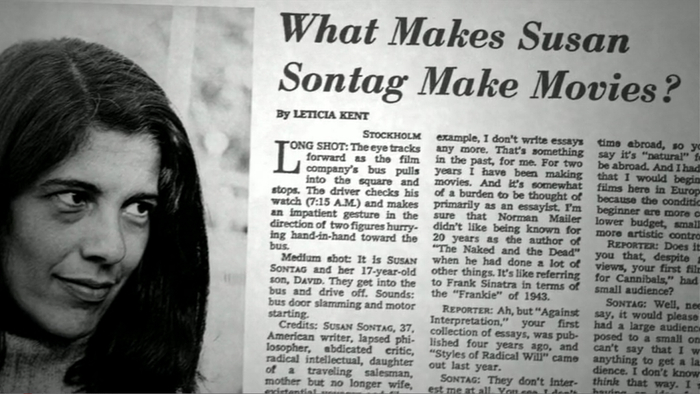 What Makes Susan
Sontag Make Movies?
By LETICIA KENT
STOCKHOLM
LONG SHOT: The eye tracks
forward as the film
company's bus pulls
into the square and
stops. The driver checks his
watch (7:15 A.M.) and makes
an impatient gesture in the
direction of two figures hurry-
ing hand-in-hand toward the
bus.
Medium shot: It is SUSAN
SONTAG and her 17-year-old
son, DAVID. They get into the
bus and drive off. Sounds:
bus door slamming and motor
starting.
Credits: SUSAN SONTAG, 37,
American writer, lapsed phi-
losopher, abdicated critic,
radical intellectual, daughter
of a traveling salesman,
mother but no longer wife,
example, I don't write essays
any more. That's something
in the past, for me. For two
years I have been making
movies. And it's somewhat
of a burden to be thought of
primarily as an essayist. I'm
sure that Norman Mailer
didn't like being known for
20 years as the author of
"The Naked and the Dead"
when he had done a lot of
other things. It's like referring
to Frank Sinatra in terms of
the "Frankie" of 1943.
REPORTER: Ah, but "Against
Interpretation," your first
collection of essays, was pub-
lished four years ago, and
"Styles of Radical Will" came
out last year.
SONTAG: They don't inter-
est me at all. You see, I don't
time abroad, so
say it's "natural"
be abroad. And I had
that I would
films here in
because the
beginner are more
lower budget,
more artistic
REPORTER: Does
you that, despite
views, your first
for Cannibals," had
small audience?
SONTAG: Well,
say, it would please
had a large
posed to a small
can't say that I
anything to get a
dience. I don't know
think that way.